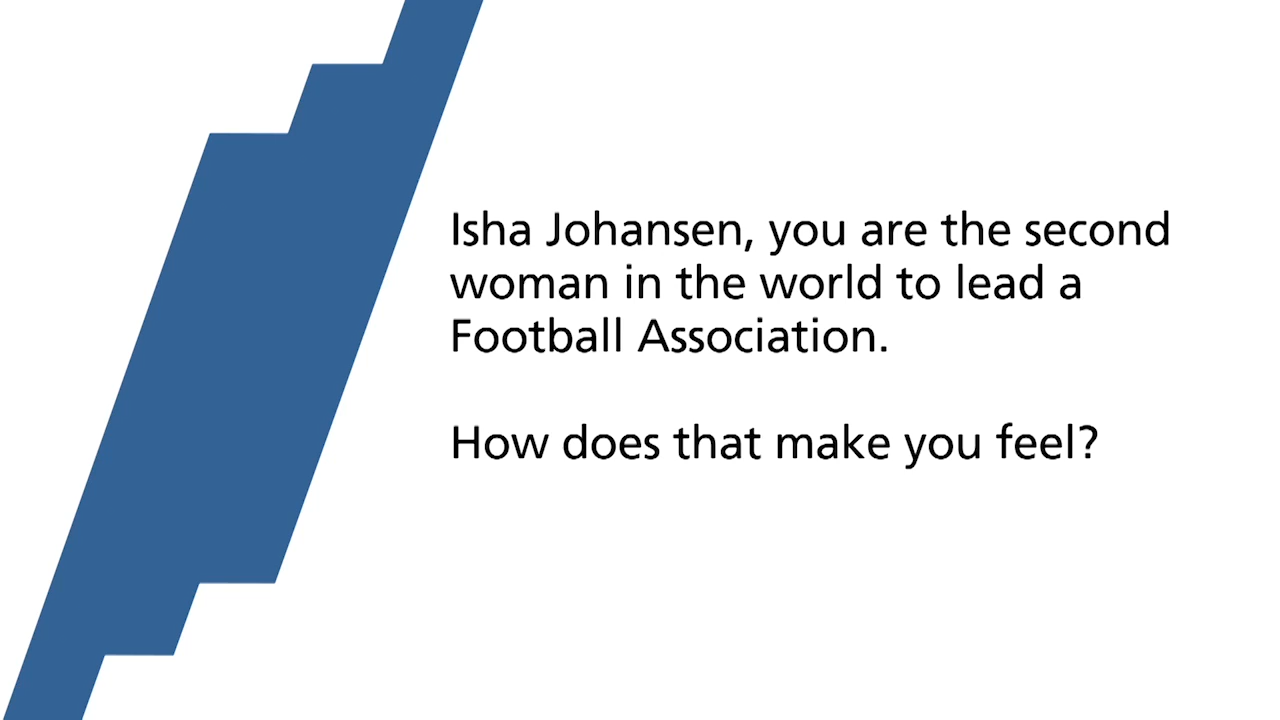 Isha Johansen, you are the second
woman in the world to lead a
Football Association.
How does that make you feel?